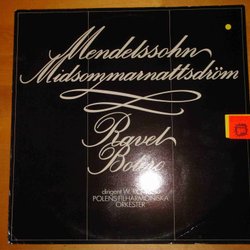 Mendelssohn
Midsommarnattsdröm
Ravel
Bolero
dirigent W.
POLENS FILHARMONISKA
ORKESTER